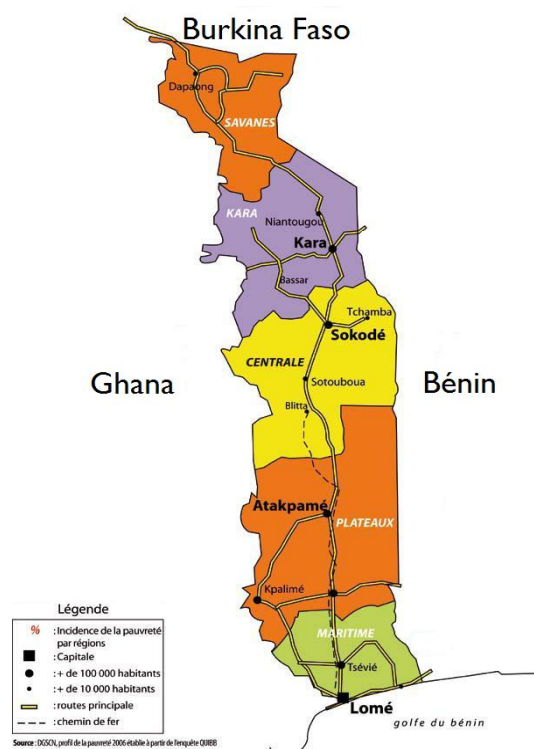 Burkina Faso
Dapaong
SAVANES
KARA
Niantougou
Kara
Bassar
Tchamba
Sokodé
CENTRALE
Ghana
Bénin
Sotouboua
Blitta
Atakpamé
PLATEAUX
Kpalimé
MARITIME
Tsévié
Lomé
golfe du bénin
Légende
% : Incidence de la pauvreté
par régions
: Capitale
: + de 100 000 habitants
: + de 10 000 habitants
: routes principale
: chemin de fer
Source : DGSCN, profil de la pauvreté 2006 établie à partir de l'enquête QUIBB